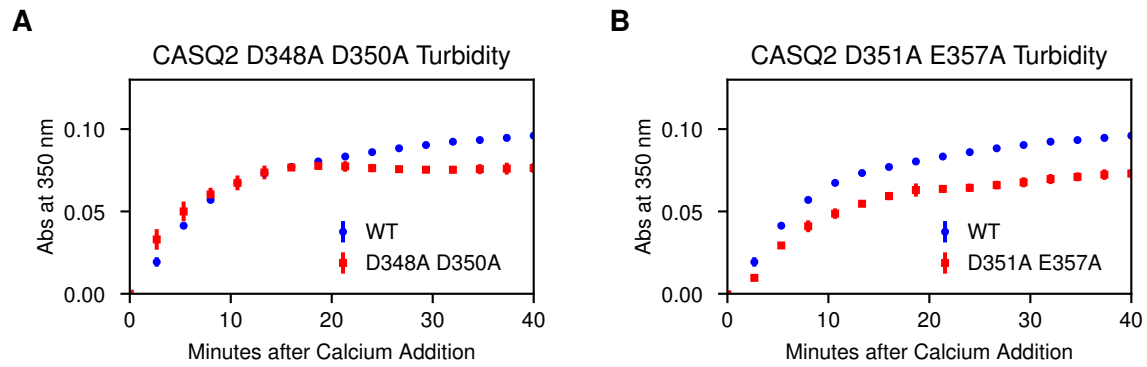 A
CASQ2 D348A D350A Turbidity
Abs at 350 nm
0.10
0.05
0.00
WT
D348A D350A
0 10 20 30 40
Minutes after Calcium Addition
B
CASQ2 D351A E357A Turbidity
Abs at 350 nm
0.10
0.05
0.00
WT
D351A E357A
0 10 20 30 40
Minutes after Calcium Addition